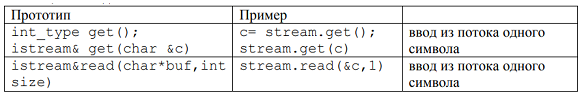 Прототип Пример
int_type get(); c= stream.get(); ввод из потока одного
istream& get(char &c) stream.get(c) символа
istream&read(char*buf,int stream.read(&c,1) ввод из потока одного
size) символа